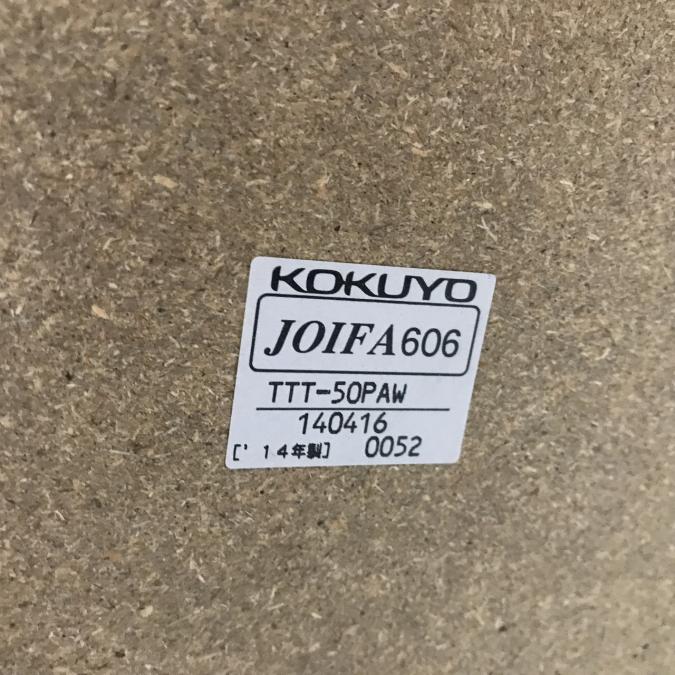 KOKUYO
JOIFA606
TTT-50PAW
140416
['14年製] 0052